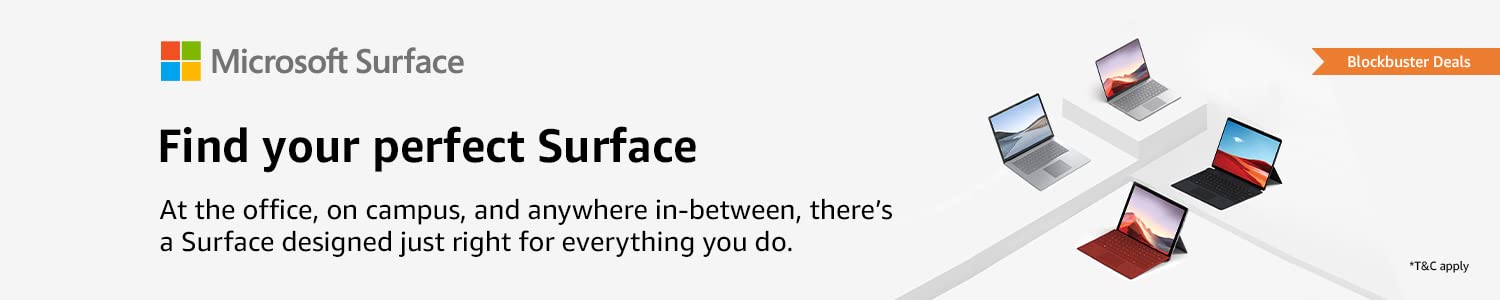 Microsoft Surface
Blockbuster Deals
Find your perfect Surface
At the office, on campus, and anywhere in-between, there’s
a Surface designed just right for everything you do.
*T&C apply